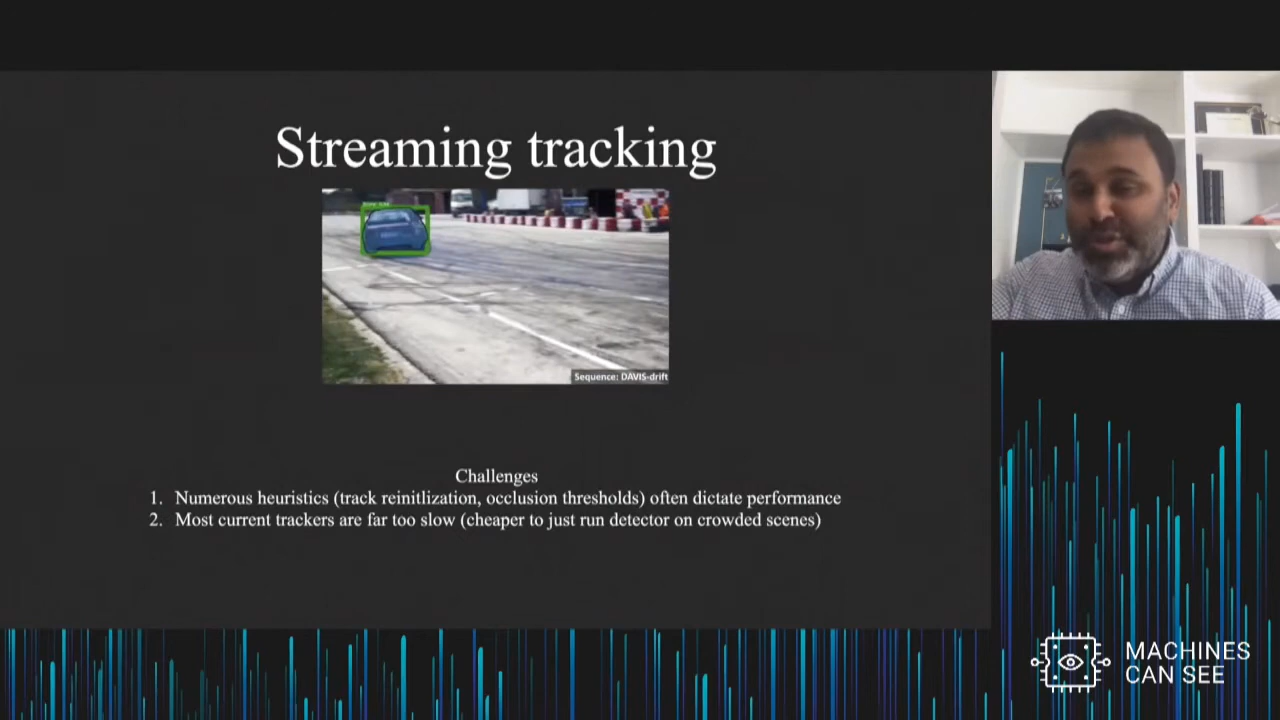 Streaming tracking
Sequence: DAVIS-drift
Challenges
1. Numerous heuristics (track reinitlization, occlusion thresholds) often dictate performance
2. Most current trackers are far too slow (cheaper to just run detector on crowded scenes)
MACHINES
CAN SEE